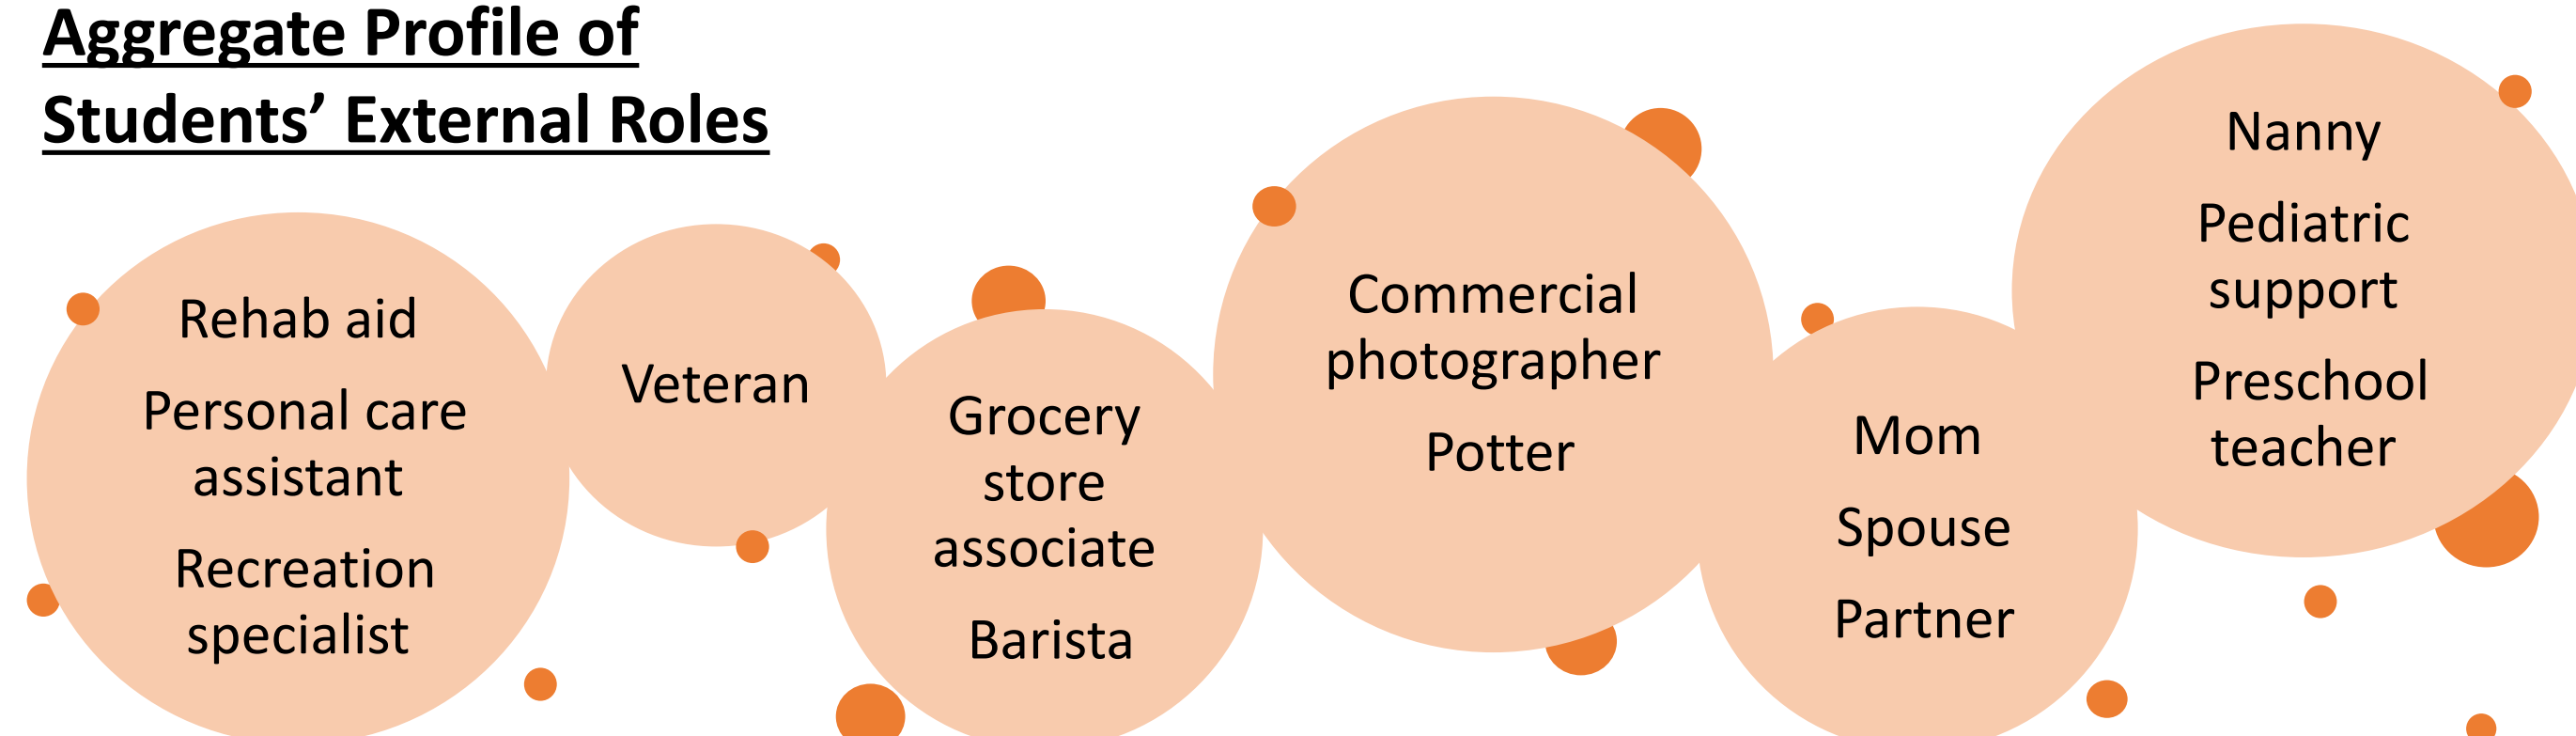 Aggregate Profile of
Students’ External Roles
Rehab aid
Personal care
assistant
Recreation
specialist
Veteran
Grocery
store
associate
Barista
Commercial
photographer
Potter
Mom
Spouse
Partner
Nanny
Pediatric
support
Preschool
teacher